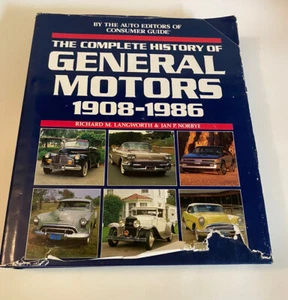 BY THE AUTO EDITORS OF
CONSUMER GUIDE®
THE COMPLETE HISTORY OF
GENERAL
MOTORS
1908-1986
RICHARD M. LANGWORTH & JAN P. NORBYE